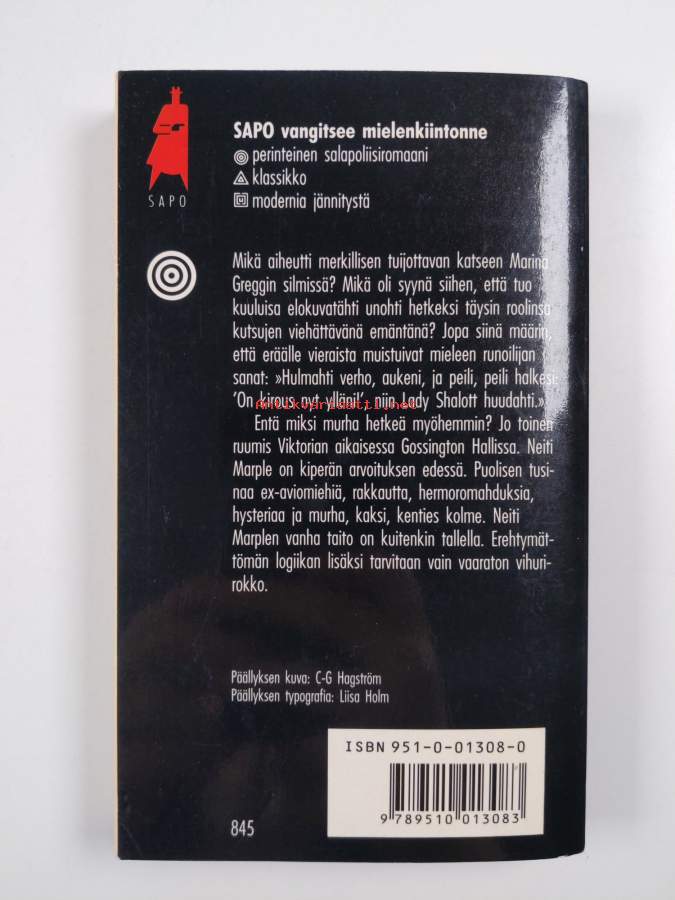 SAPO
SAPO vangitsee mielenkiintonne
perinteinen salapoliisiromaani
klassikko
modernia jännitystä
Mikä aiheutti merkillisen tuijottavan katseen Marina
Greggin silmissä? Mikä oli syynä siihen, että tuo
kuuluisa elokuvatähti unohti hetkeksi täysin roolinsa
kutsujen viehättävänä emäntänä? Jopa siinä määrin,
että eräälle vieraista muistuivat mieleen runoilijan
sanat: »Hulmahti verho, aukeni, ja peili, peili halkesi:
'On kirous nyt ylläni!', niin Lady Shalott huudahti.»
Antikvariaatti.net
Entä miksi murha hetkeä myöhemmin? Jo toinen
ruumis Viktorian aikaisessa Gossington Hallissa. Neiti
Marple on kiperän arvoituksen edessä. Puolisen tusi-
naa ex-aviomiehiä, rakkautta, hermoromahduksia,
hysteriaa ja murha, kaksi, kenties kolme. Neiti
Marplen vanha taito on kuitenkin tallella. Erehtymät-
tömän logiikan lisäksi tarvitaan vain vaaraton vihuri-
rokko.
Päällyksen kuva: C-G Hagström
Päällyksen typografia: Liisa Holm
ISBN 951-0-01308-0
9 789510 013083
845